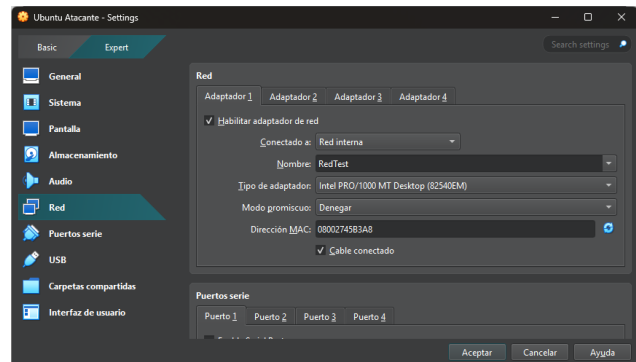 Ubuntu Atacante - Settings
Basic Expert Search settings
General
Sistema
Pantalla
Almacenamiento
Audio
Red
Puertos serie
USB
Carpetas compartidas
Interfaz de usuario
Red
Adaptador 1 Adaptador 2 Adaptador 3 Adaptador 4
Habilitar adaptador de red
Conectado a: Red interna
Nombre: RedTest
Tipo de adaptador: Intel PRO/1000 MT Desktop (82540EM)
Modo promiscuo: Denegar
Dirección MAC: 08002745B3A8
Cable conectado
Puertos serie
Puerto 1 Puerto 2 Puerto 3 Puerto 4
Aceptar Cancelar Ayuda